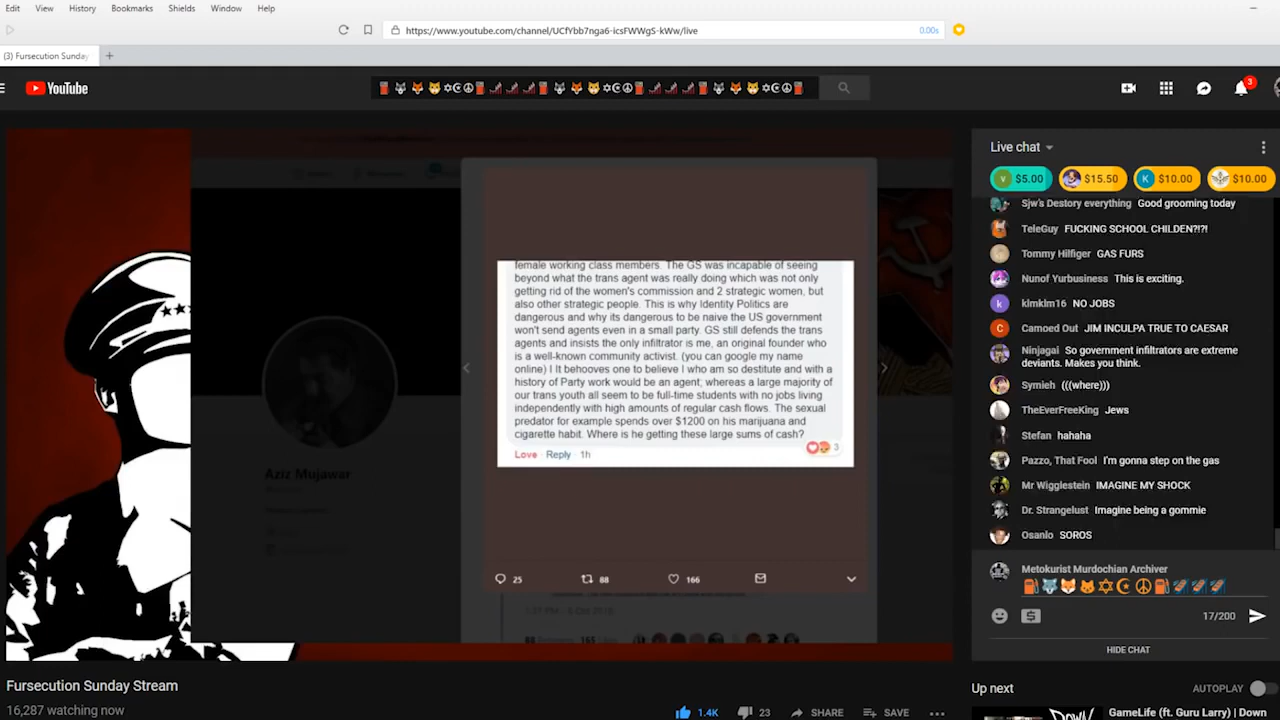 Edit View History Bookmarks Shields Window Help
https://www.youtube.com/channel/UCfYbb7nga6-icsFWWgS-kWw/live 0.00s
(3) Fursecution Sunday
YouTube
3
Live chat
V $5.00 $15.50 K $10.00 $10.00
Sjw's Destory everything Good grooming today
TeleGuy FUCKING SCHOOL CHILDEN?!?!
Tommy Hilfiger GAS FURS
Nunof Yurbusiness This is exciting.
k klmklm16 NO JOBS
C Camoed Out JIM INCULPA TRUE TO CAESAR
Ninjagai So government infiltrators are extreme
deviants. Makes you think.
Symieh (((where)))
TheEverFreeKing Jews
Stefan hahaha
Pazzo, That Fool I'm gonna step on the gas
Mr Wigglestein IMAGINE MY SHOCK
Dr. Strangelust Imagine being a gommie
Osanlo SOROS
Metokurist Murdochian Archiver
17/200
HIDE CHAT
female working class members. The GS was incapable of seeing
beyond what the trans agent was really doing which was not only
getting rid of the women's commission and 2 strategic women, but
also other strategic people. This is why Identity Politics are
dangerous and why its dangerous to be naive the US government
won't send agents even in a small party. GS still defends the trans
agents and insists the only infiltrator is me, an original founder who
is a well-known community activist. (you can google my name
online) I It behooves one to believe I who am so destitute and with a
history of Party work would be an agent; whereas a large majority of
our trans youth all seem to be full-time students with no jobs living
independently with high amounts of regular cash flows. The sexual
predator for example spends over $1200 on his marijuana and
cigarette habit. Where is he getting these large sums of cash?
Love Reply 1h
3
Aziz Mujawar
25 88 166
Fursecution Sunday Stream
16,287 watching now
1.4K 23 SHARE SAVE
Up next
AUTOPLAY
GameLife (ft. Guru Larry) | Down